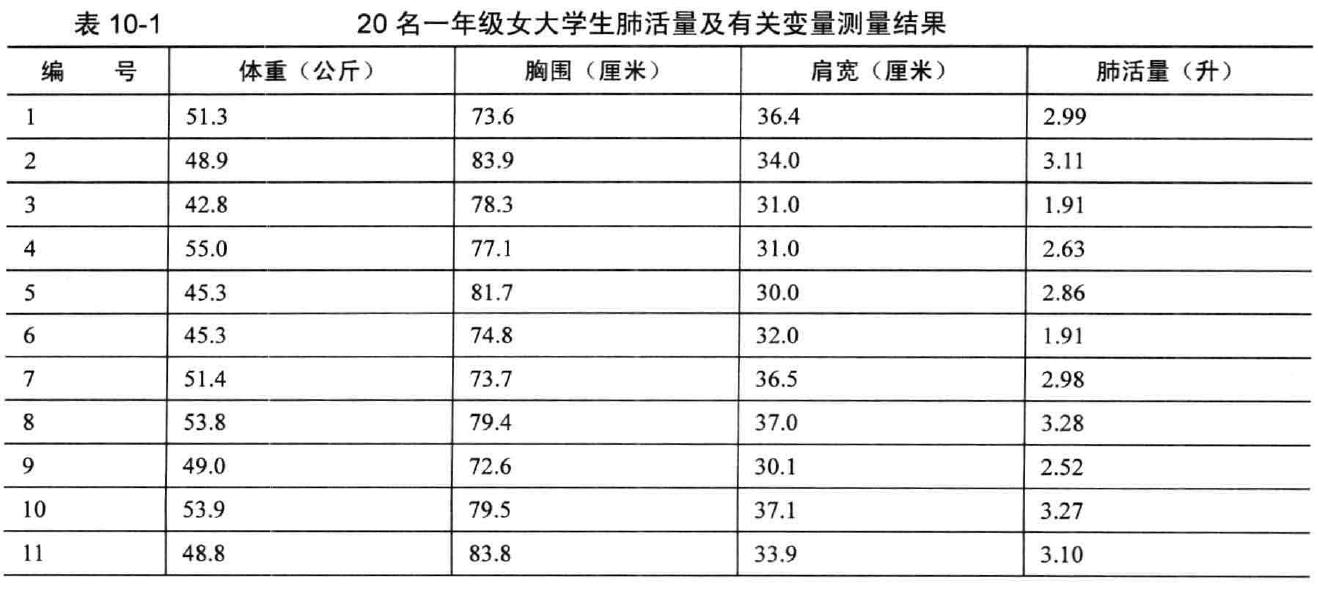 表 10-1 20 名一年级女大学生肺活量及有关变量测量结果
编 号 体重（公斤） 胸围（厘米） 肩宽（厘米） 肺活量（升）
1 51.3 73.6 36.4 2.99
2 48.9 83.9 34.0 3.11
3 42.8 78.3 31.0 1.91
4 55.0 77.1 31.0 2.63
5 45.3 81.7 30.0 2.86
6 45.3 74.8 32.0 1.91
7 51.4 73.7 36.5 2.98
8 53.8 79.4 37.0 3.28
9 49.0 72.6 30.1 2.52
10 53.9 79.5 37.1 3.27
11 48.8 83.8 33.9 3.10